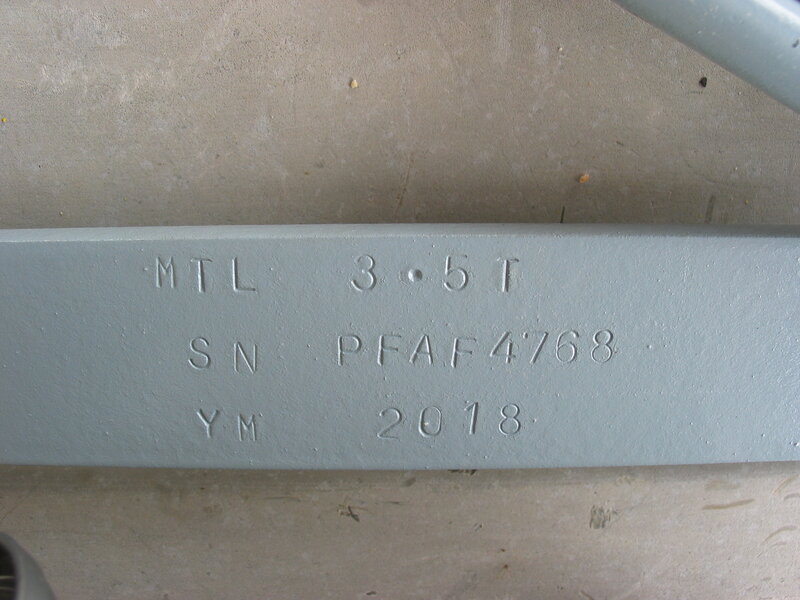 MTL 3.5T
SN PFAF4768
YM 2018